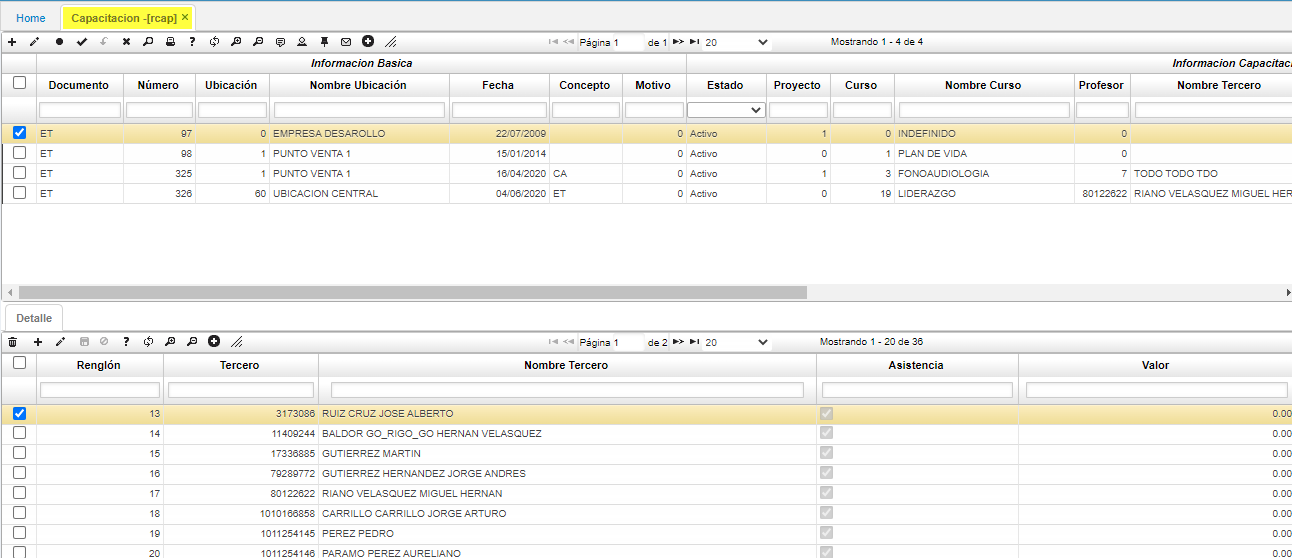 Home Capacitacion -[rcap] ×
Página 1 de 1 20 Mostrando 1 - 4 de 4
Informacion Basica Informacion Capacitaci
Documento Número Ubicación Nombre Ubicación Fecha Concepto Motivo Estado Proyecto Curso Nombre Curso Profesor Nombre Tercero
ET 97 0 EMPRESA DESAROLLO 22/07/2009 0 Activo 1 0 INDEFINIDO 0
ET 98 1 PUNTO VENTA 1 15/01/2014 0 Activo 0 1 PLAN DE VIDA 0
ET 325 1 PUNTO VENTA 1 16/04/2020 CA 0 Activo 1 3 FONOAUDIOLOGIA 7 TODO TODO TDO
ET 326 60 UBICACION CENTRAL 04/06/2020 ET 0 Activo 0 19 LIDERAZGO 80122622 RIANO VELASQUEZ MIGUEL HER
Detalle
Página 1 de 2 20 Mostrando 1 - 20 de 36
Renglón Tercero Nombre Tercero Asistencia Valor
13 3173086 RUIZ CRUZ JOSE ALBERTO 0.00
14 11409244 BALDOR GO_RIGO_GO HERNAN VELASQUEZ 0.00
15 17336885 GUTIERREZ MARTIN 0.00
16 79289772 GUTIERREZ HERNANDEZ JORGE ANDRES 0.00
17 80122622 RIANO VELASQUEZ MIGUEL HERNAN 0.00
18 1010166858 CARRILLO CARRILLO JORGE ARTURO 0.00
19 1011254145 PEREZ PEDRO 0.00
20 1011254146 PARAMO PEREZ AURELIANO 0.00